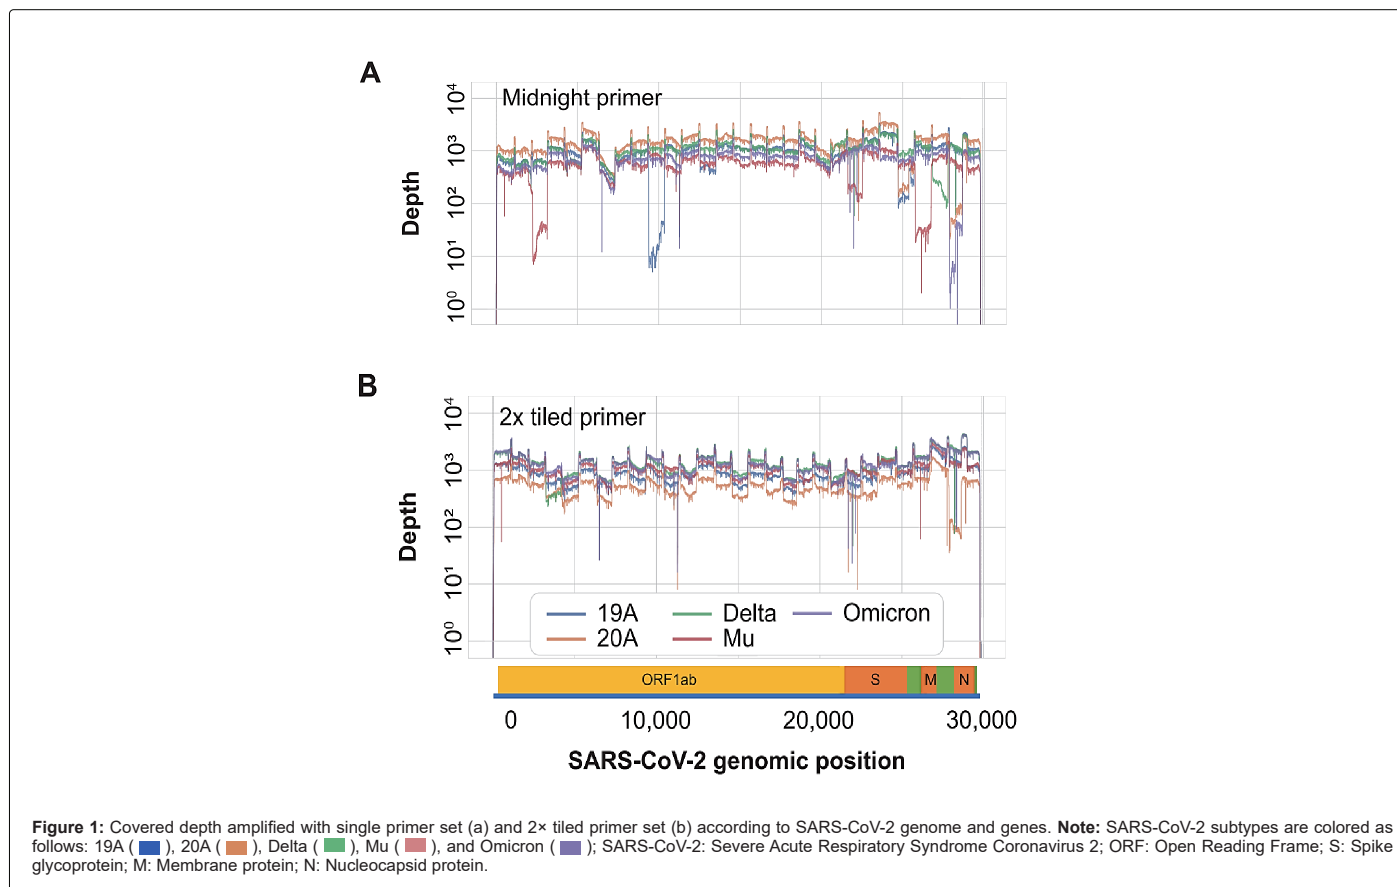 A
Midnight primer
10⁴
10³
10²
10¹
10⁰
Depth
B
2x tiled primer
10⁴
10³
10²
10¹
10⁰
Depth
19A Delta Omicron
20A Mu
ORF1ab S M N
0 10,000 20,000 30,000
SARS-CoV-2 genomic position
Figure 1: Covered depth amplified with single primer set (a) and 2× tiled primer set (b) according to SARS-CoV-2 genome and genes. Note: SARS-CoV-2 subtypes are colored as
follows: 19A ( ), 20A ( ), Delta ( ), Mu ( ), and Omicron ( ); SARS-CoV-2: Severe Acute Respiratory Syndrome Coronavirus 2; ORF: Open Reading Frame; S: Spike
glycoprotein; M: Membrane protein; N: Nucleocapsid protein.